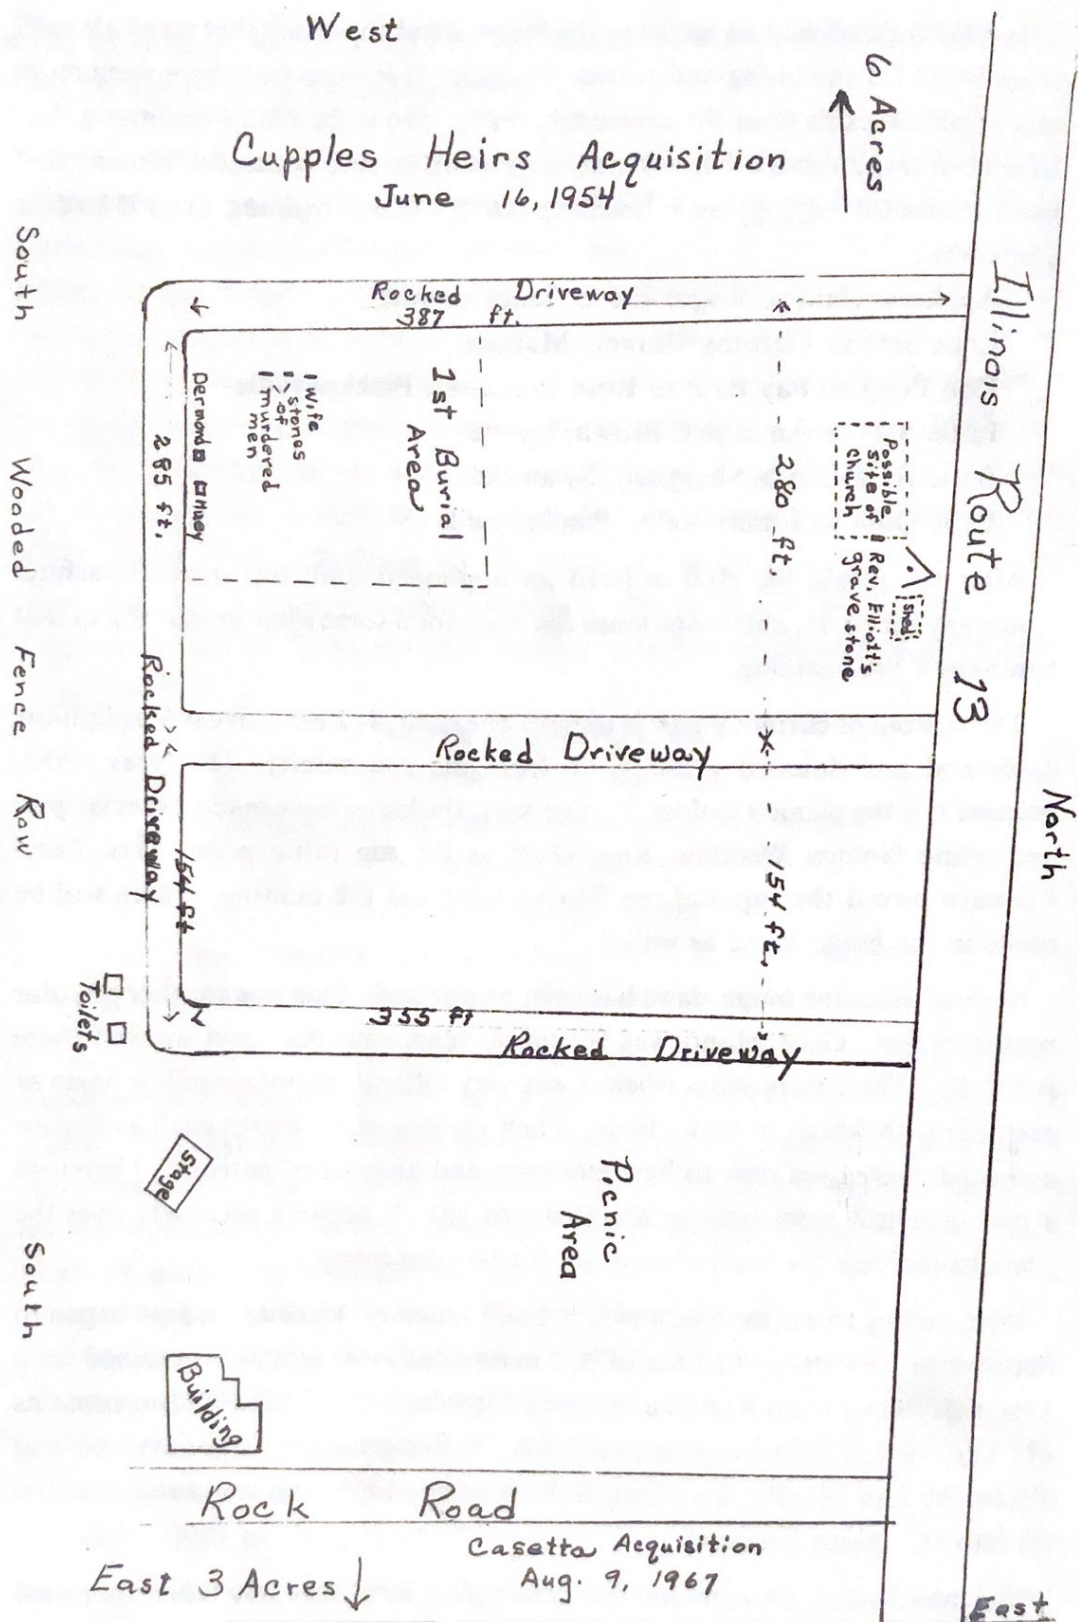 West
6 Acres
Cupples Heirs Acquisition
June 16, 1954
South
Illinois Route 13
Rocked Driveway
387 ft.
280 ft.
Possible
site of
church
Shed
Rev. Elliott's
gravestone
1st Burial
Area
Wife
stones
of
murdered
men
285 ft.
Wooded Fence Row
North
Rocked Driveway
Rocked Driveway
154 ft
154 ft.
355 ft
Rocked Driveway
Toilets
Stage
Picnic
Area
South
Building
Rock Road
Casetta Acquisition
Aug. 9, 1967
East 3 Acres
East